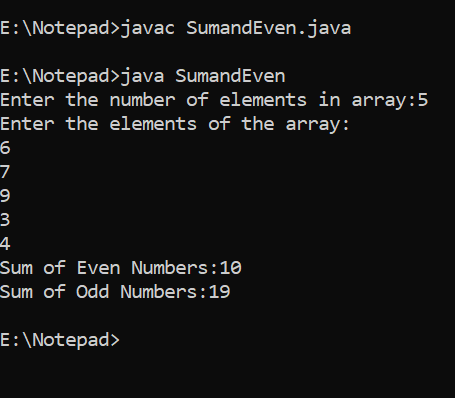 E:\Notepad>javac SumandEven.java
E:\Notepad>java SumandEven
Enter the number of elements in array:5
Enter the elements of the array:
6
7
9
3
4
Sum of Even Numbers:10
Sum of Odd Numbers:19
E:\Notepad>